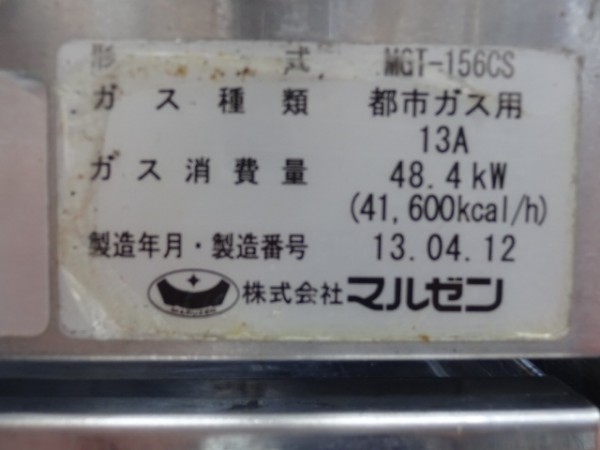 形式 MGT-156CS
ガス種類 都市ガス用
13A
ガス消費量 48.4kW
(41,600kcal/h)
製造年月・製造番号 13.04.12
株式会社マルゼン